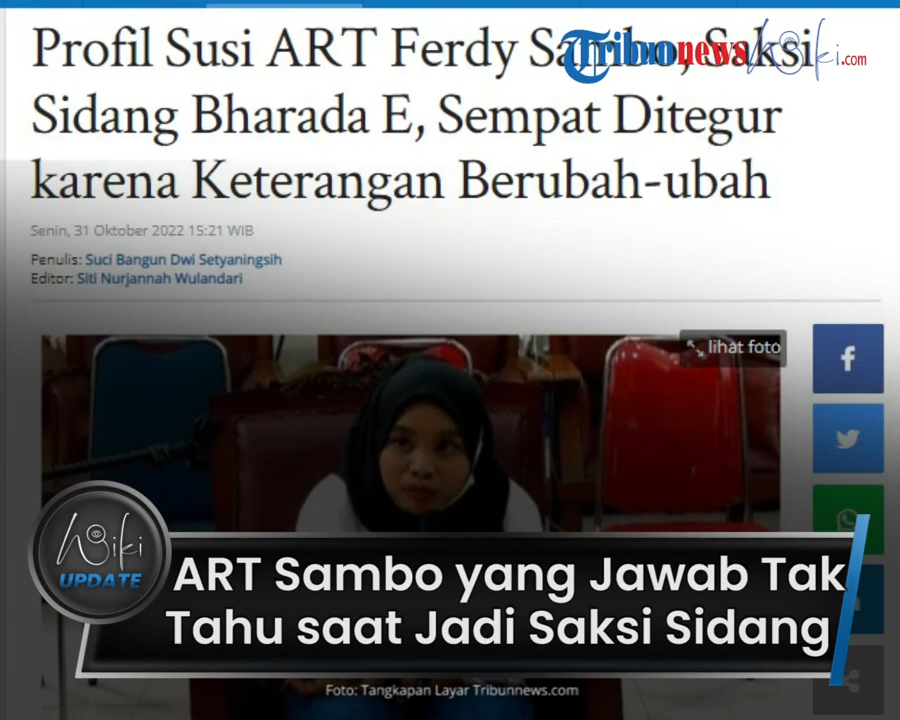 Profil Susi ART Ferdy Sambo, Saksi
Tribunnews
Wiki.com
Sidang Bharada E, Sempat Ditegur
karena Keterangan Berubah-ubah
Senin, 31 Oktober 2022 15:21 WIB
Penulis: Suci Bangun Dwi Setyaningsih
Editor: Siti Nurjannah Wulandari
lihat foto
Wiki
UPDATE
ART Sambo yang Jawab Tak
Tahu saat Jadi Saksi Sidang
Foto: Tangkapan Layar Tribunnews.com